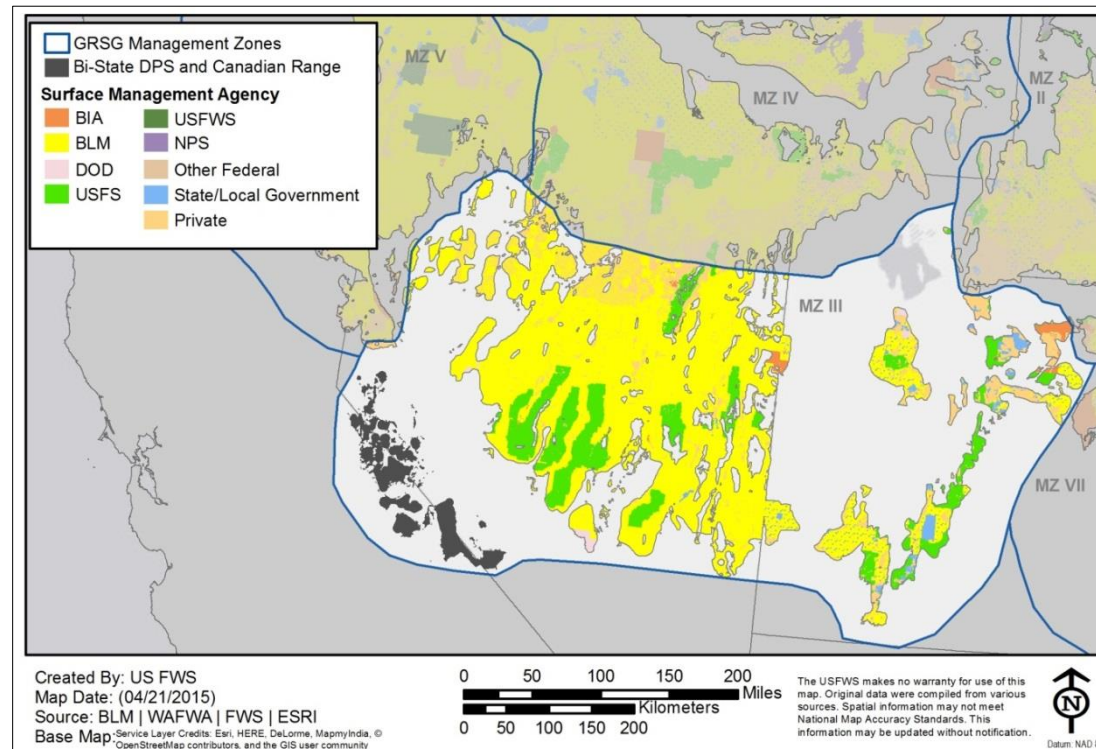 GRSG Management Zones
Bi-State DPS and Canadian Range
Surface Management Agency
BIA
BLM
DOD
USFS
USFWS
NPS
Other Federal
State/Local Government
Private
MZ V
MZ IV
MZ
II
MZ III
MZ VII
Created By: US FWS
Map Date: (04/21/2015)
Source: BLM | WAFWA | FWS | ESRI
Base Map: Service Layer Credits: Esri, HERE, DeLorme, MapmyIndia, ©
OpenStreetMap contributors, and the GIS user community
0 50 100 150 200
Miles
Kilometers
0 50 100 150 200
The USFWS makes no warranty for use of this
map. Original data were compiled from various
sources. Spatial information may not meet
National Map Accuracy Standards. This
information may be updated without notification.
N
Datum: NAD